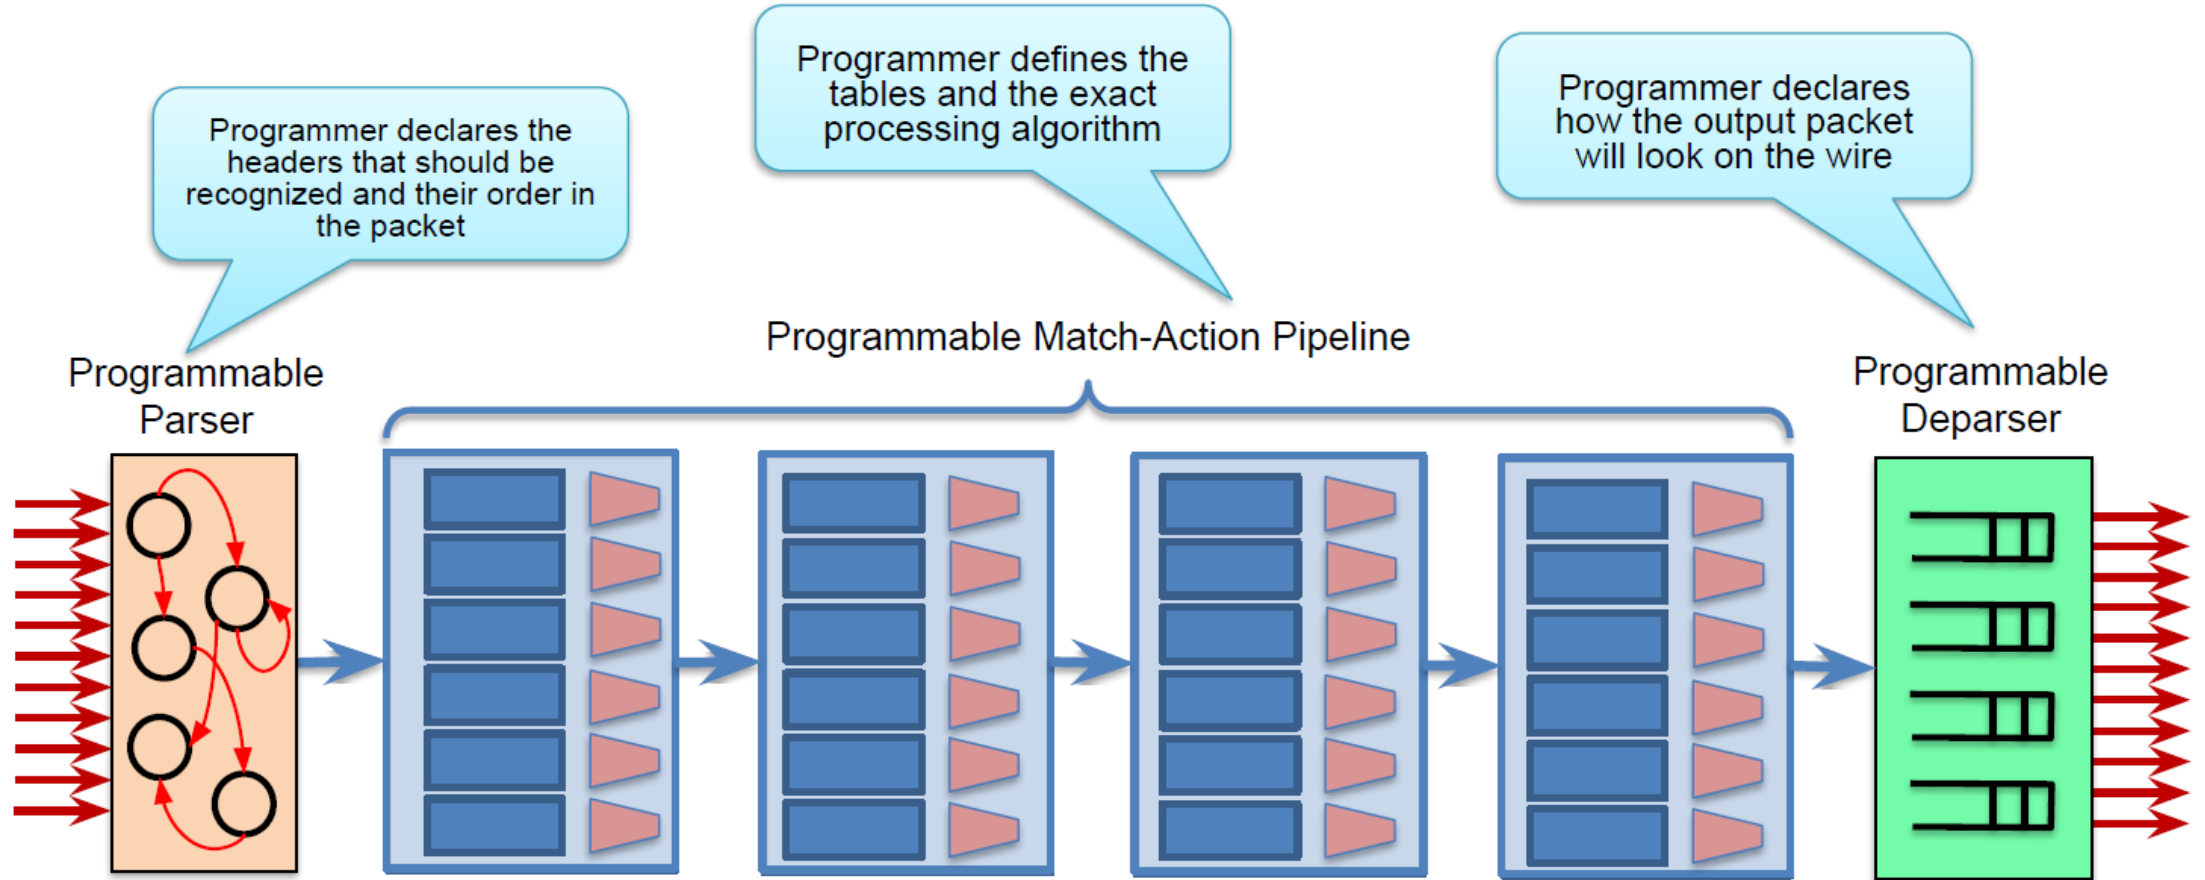 Programmer declares the
headers that should be
recognized and their order in
the packet
Programmer defines the
tables and the exact
processing algorithm
Programmer declares
how the output packet
will look on the wire
Programmable Match-Action Pipeline
Programmable
Parser
Programmable
Deparser